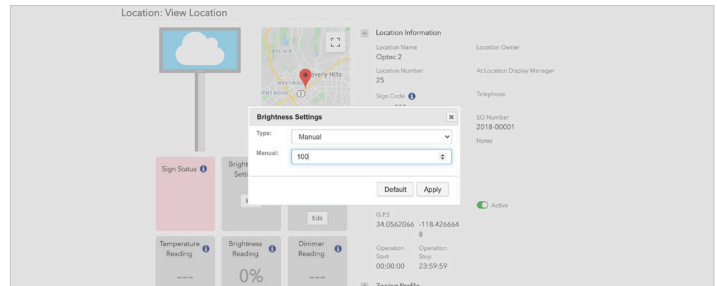 Location: View Location
Location Information
Location Name
Optec 2
Location Owner
Location Number
25
At Location Display Manager
Sign Code
Telephone
SO Number
2018-00001
Notes
BEL AIR
Beverly Hills
Brightness Settings
Type:
Manual
Manual:
100
Default
Apply
Sign Status
Edit
Active
G.P.S
34.0562066 -118.426664
8
Operation
Start
00:00:00
Operation
Stop
23:59:59
Temperature
Reading
---
Brightness
Reading
0%
Dimmer
Reading
---